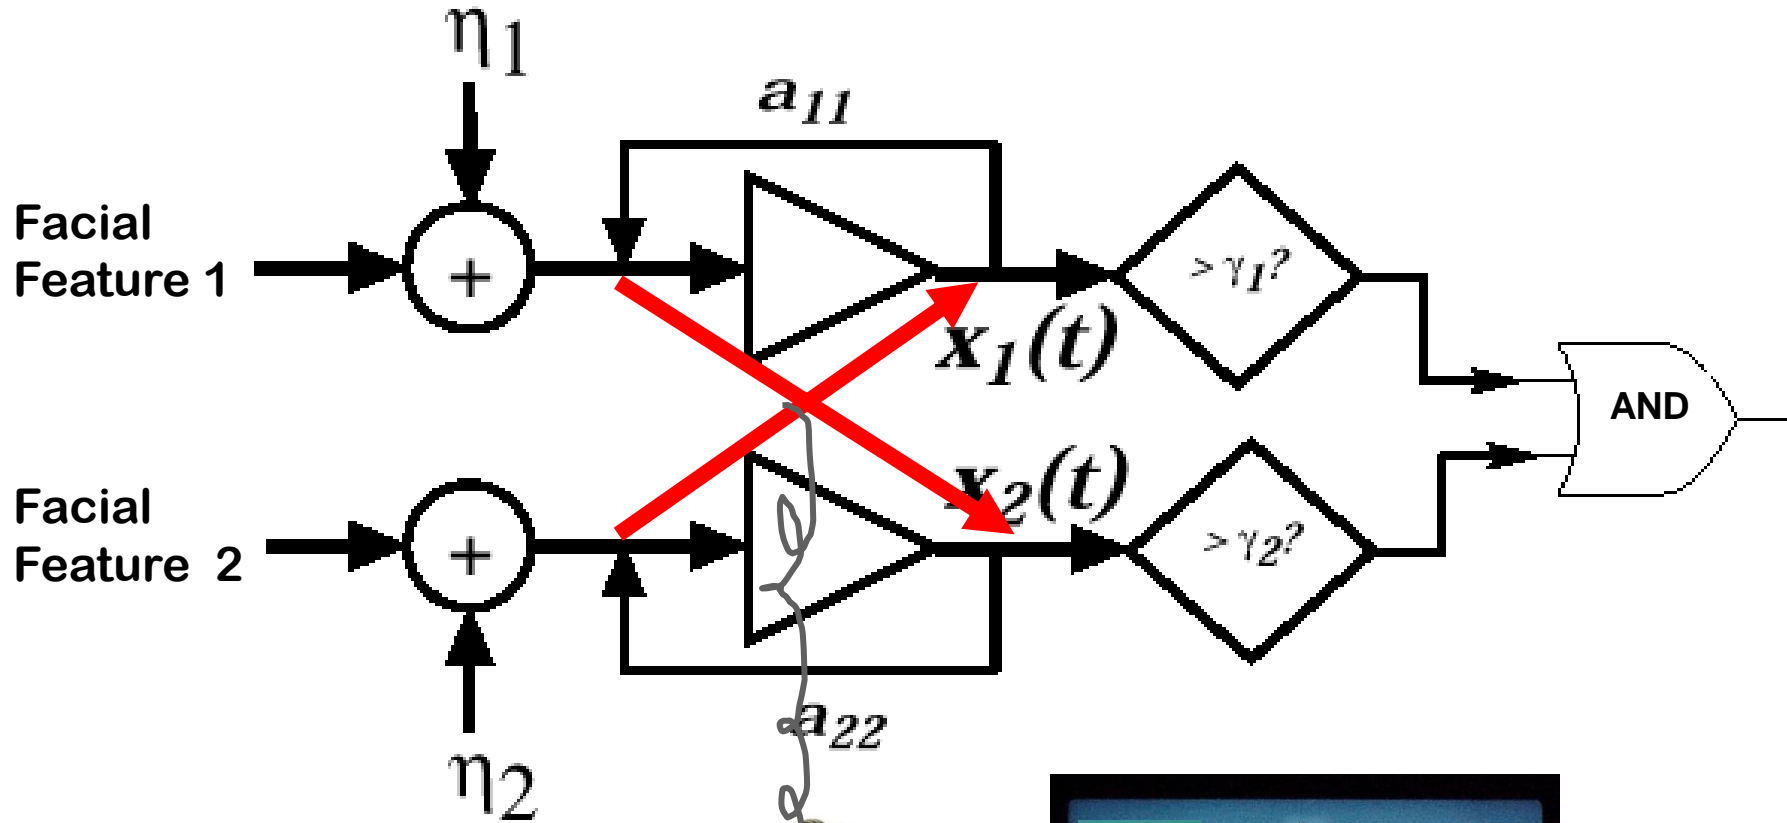 η1
a11
Facial
Feature 1
+
> γ1?
x1(t)
AND
x2(t)
Facial
Feature 2
+
> γ2?
a22
η2